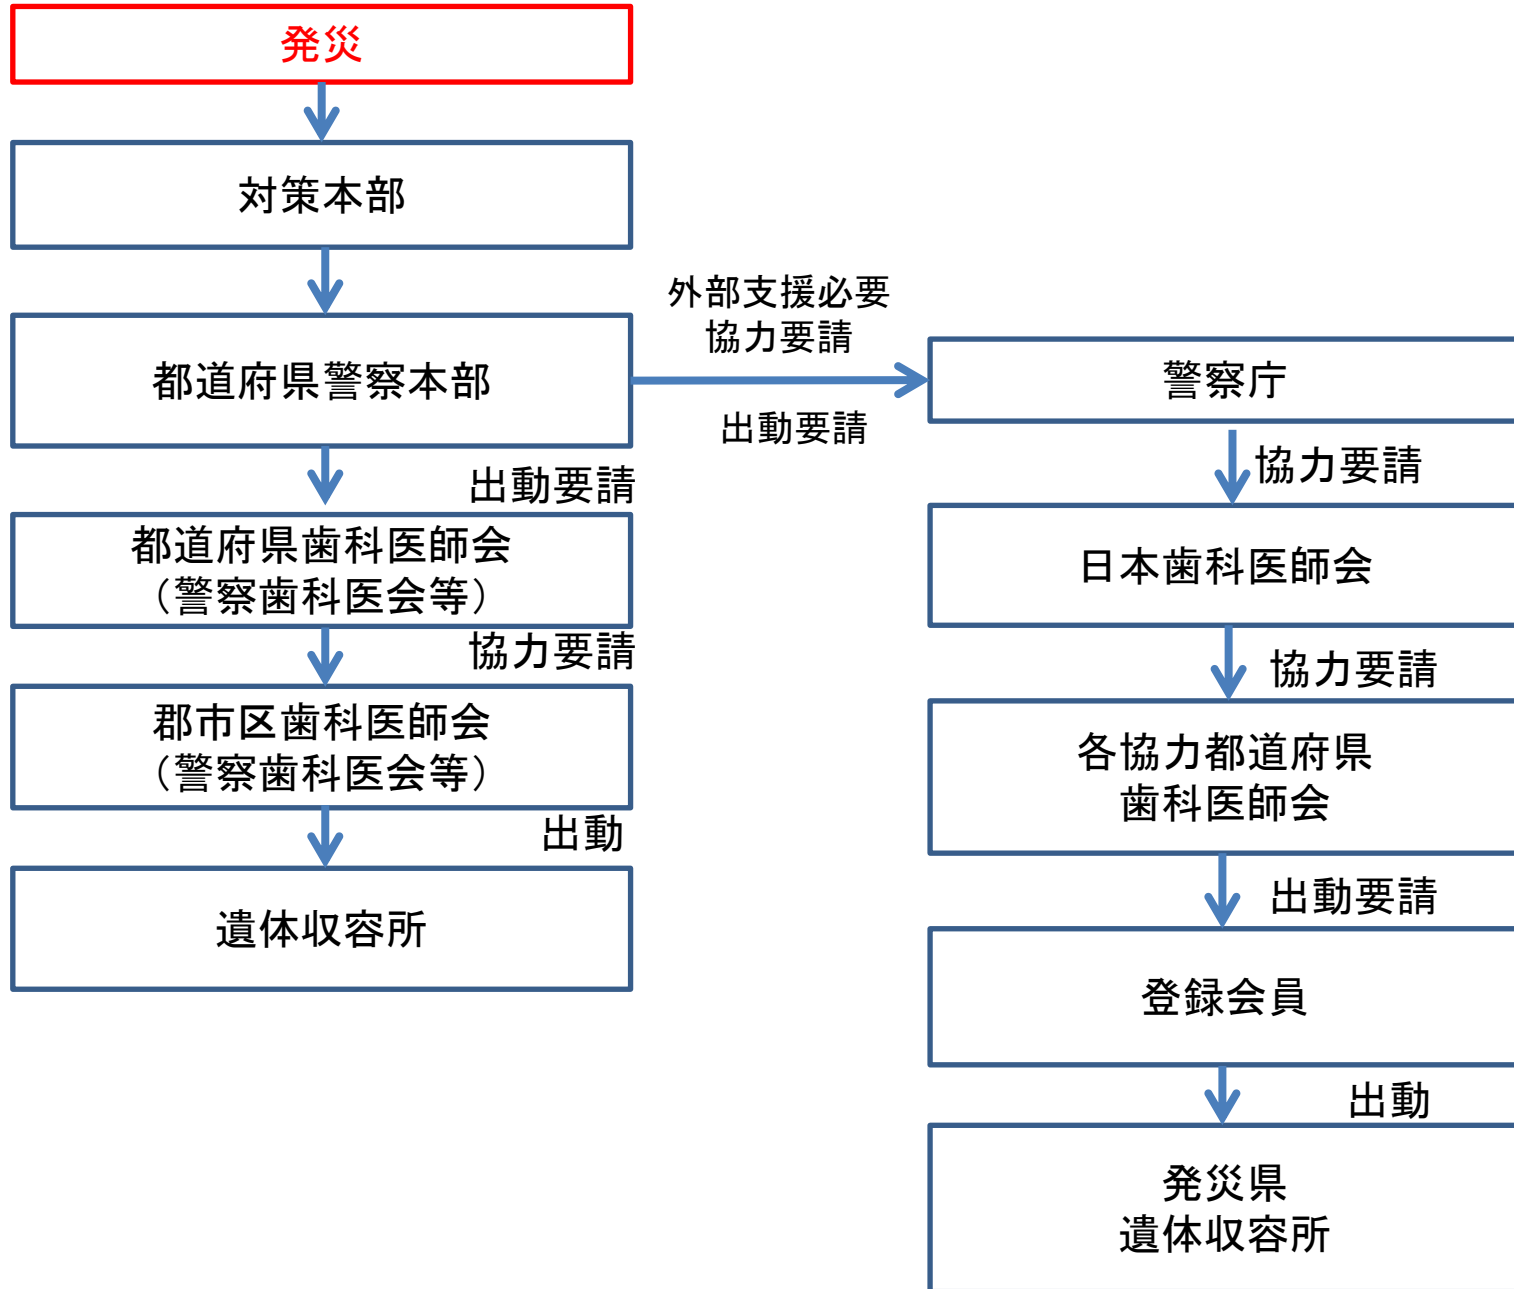 発災
対策本部
都道府県警察本部
出動要請
都道府県歯科医師会
（警察歯科医会等）
協力要請
郡市区歯科医師会
（警察歯科医会等）
出動
遺体収容所
外部支援必要
協力要請
出動要請
警察庁
協力要請
日本歯科医師会
協力要請
各協力都道府県
歯科医師会
出動要請
登録会員
出動
発災県
遺体収容所